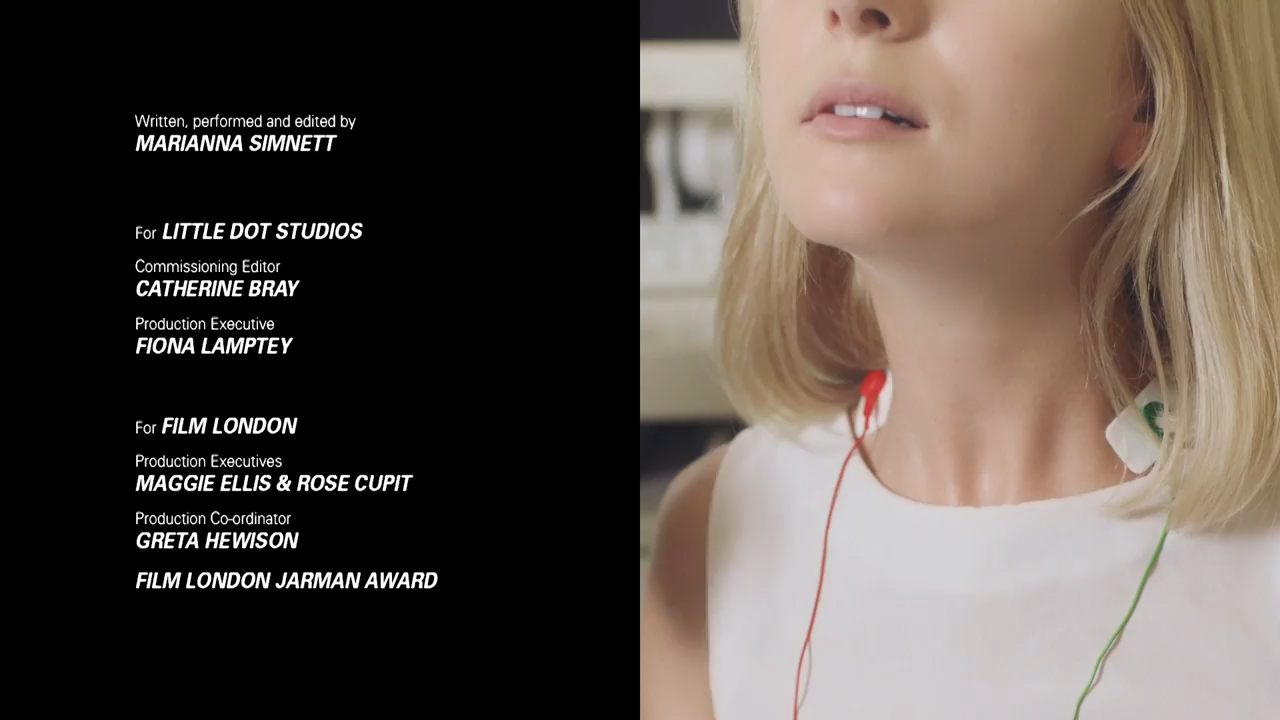 Written, performed and edited by
MARIANNA SIMNETT
For LITTLE DOT STUDIOS
Commissioning Editor
CATHERINE BRAY
Production Executive
FIONA LAMPTEY
For FILM LONDON
Production Executives
MAGGIE ELLIS & ROSE CUPIT
Production Co-ordinator
GRETA HEWISON
FILM LONDON JARMAN AWARD